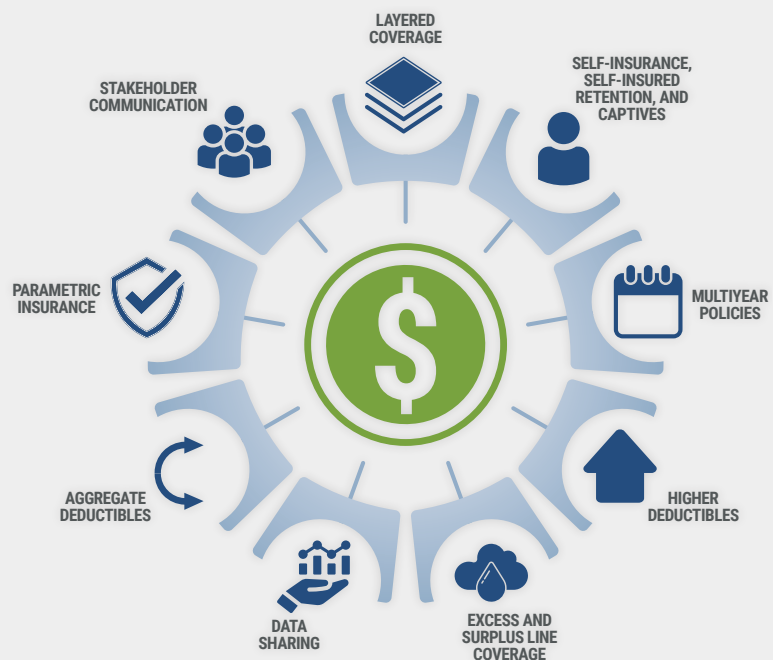 LAYERED
COVERAGE
SELF-INSURANCE,
SELF-INSURED
RETENTION, AND
CAPTIVES
MULTIYEAR
POLICIES
HIGHER
DEDUCTIBLES
EXCESS AND
SURPLUS LINE
COVERAGE
DATA
SHARING
AGGREGATE
DEDUCTIBLES
PARAMETRIC
INSURANCE
STAKEHOLDER
COMMUNICATION
$